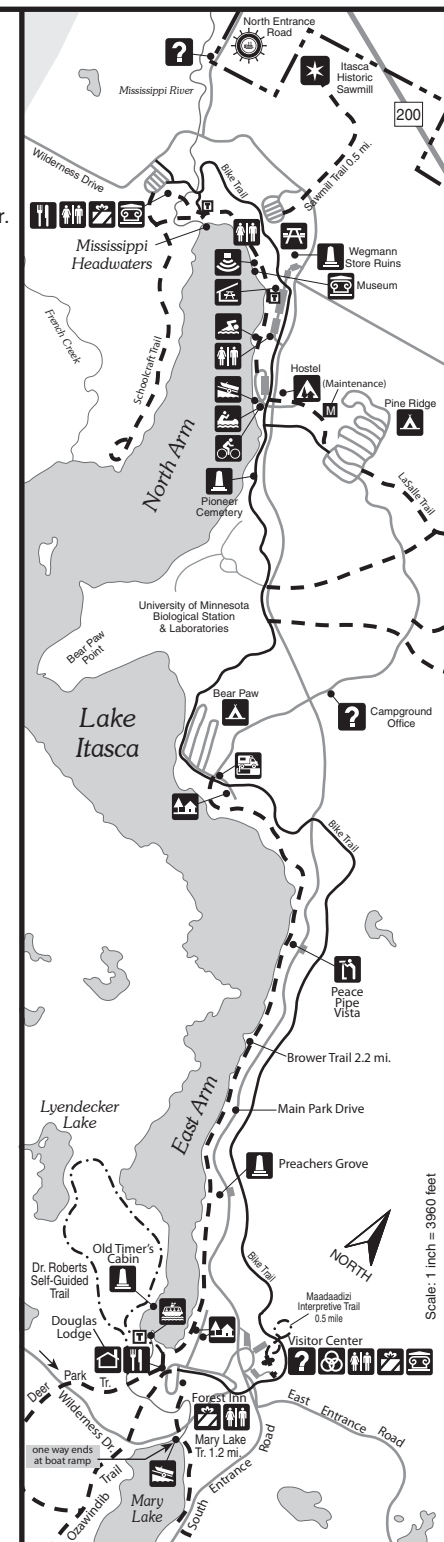 North Entrance
Road
?
Itasca
Historic
Sawmill
Mississippi River
200
Wilderness Drive
Bike Trail
Sawmill Trail 0.5 mi.
r.
T
Mississippi
Headwaters
Wegmann
Store Ruins
Museum
T
French Creek
Schoolcraft Trail
Hostel
(Maintenance)
M
Pine Ridge
North Arm
LaSalle Trail
Pioneer
Cemetery
University of Minnesota
Biological Station
& Laboratories
Bear Paw
Point
Bear Paw
Lake
Itasca
?
Campground
Office
Bike Trail
Peace
Pipe
Vista
Brower Trail 2.2 mi.
East Arm
Main Park Drive
Lyendecker
Lake
Preachers Grove
Scale: 1 inch = 3960 feet
NORTH
Bike Trail
Old Timer's
Cabin
Dr. Roberts
Self-Guided
Trail
Maadaadizi
Interpretive Trail
0.5 mile
Douglas
Lodge
T
Visitor Center
?
Deer Park Tr.
Forest Inn
Wilderness Dr.
East Entrance Road
Mary Lake
Tr. 1.2 mi.
one way ends
at boat ramp
Ozawindib Trail
Mary
Lake
South Entrance Road